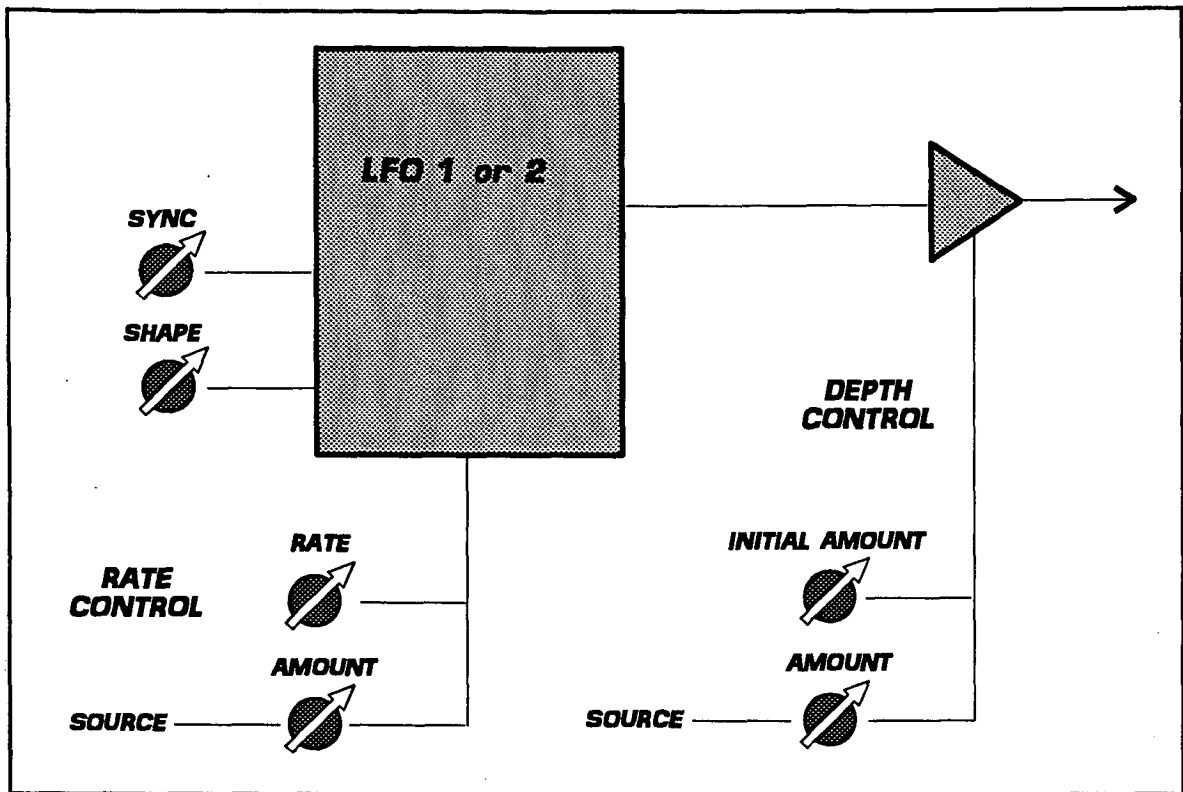 LFO 1 or 2
SYNC
SHAPE
DEPTH
CONTROL
RATE
INITIAL AMOUNT
RATE
CONTROL
AMOUNT
AMOUNT
SOURCE
SOURCE